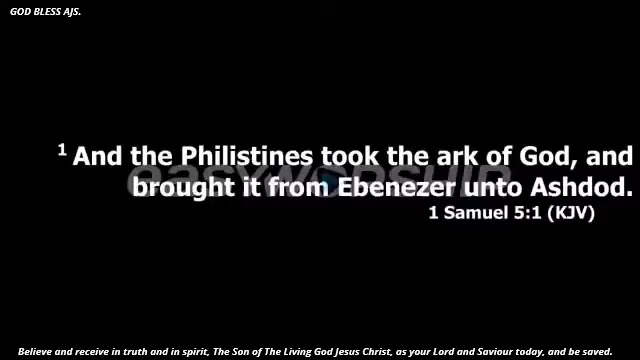 GOD BLESS AJS.
1 And the Philistines took the ark of God, and
brought it from Ebenezer unto Ashdod.
easyworship
1 Samuel 5:1 (KJV)
Believe and receive in truth and in spirit, The Son of The Living God Jesus Christ, as your Lord and Saviour today, and be saved.